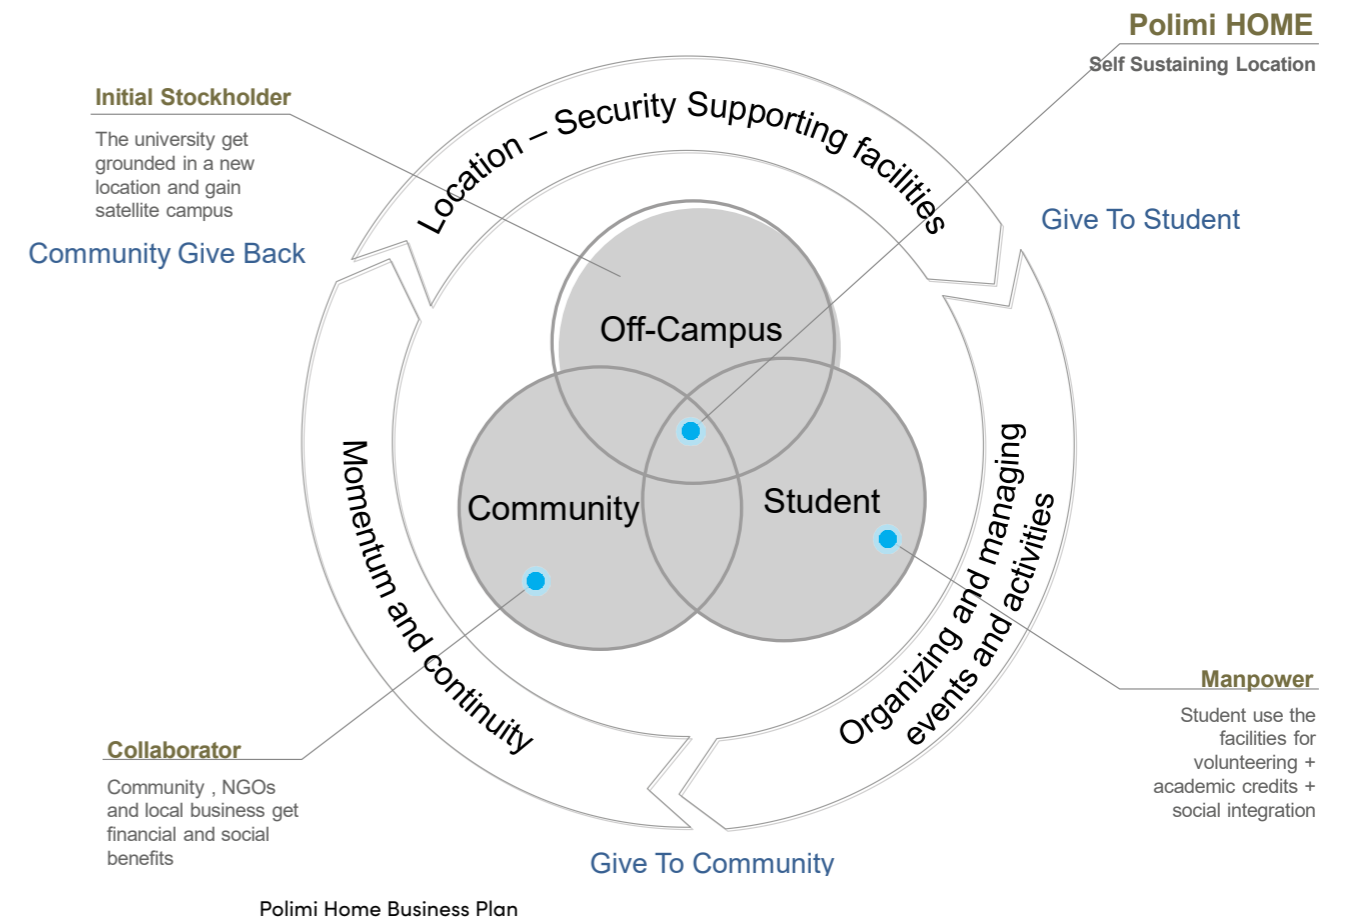 Polimi HOME
Self Sustaining Location
Initial Stockholder
The university get
grounded in a new
location and gain
satellite campus
Community Give Back
Location – Security Supporting facilities
Give To Student
Off-Campus
Community
Student
Momentum and continuity
Organizing and managing
events and activities
Manpower
Student use the
facilities for
volunteering +
academic credits +
social integration
Collaborator
Community , NGOs
and local business get
financial and social
benefits
Give To Community
Polimi Home Business Plan